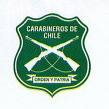 CARABINEROS DE
CHILE
ORDEN Y PATRIA